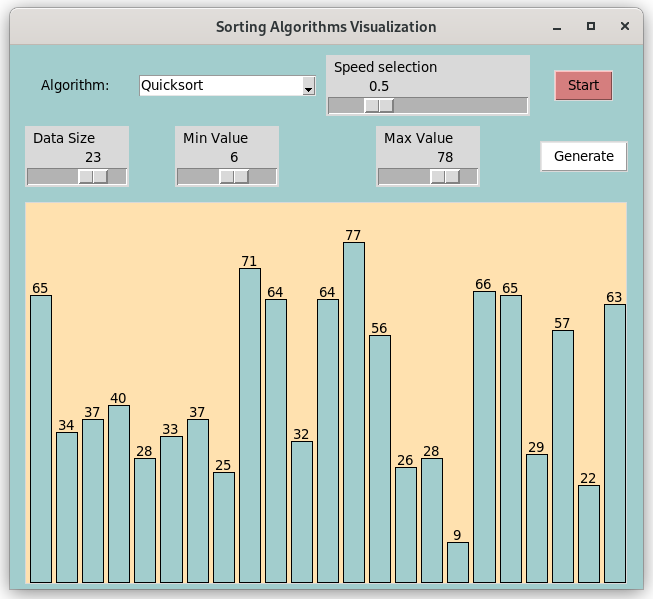 Sorting Algorithms Visualization
Algorithm: Quicksort
Speed selection
0.5
Start
Data Size
23
Min Value
6
Max Value
78
Generate
65 34 37 40 28 33 37 25 71 64 32 64 77 56 26 28 9 66 65 29 57 22 63